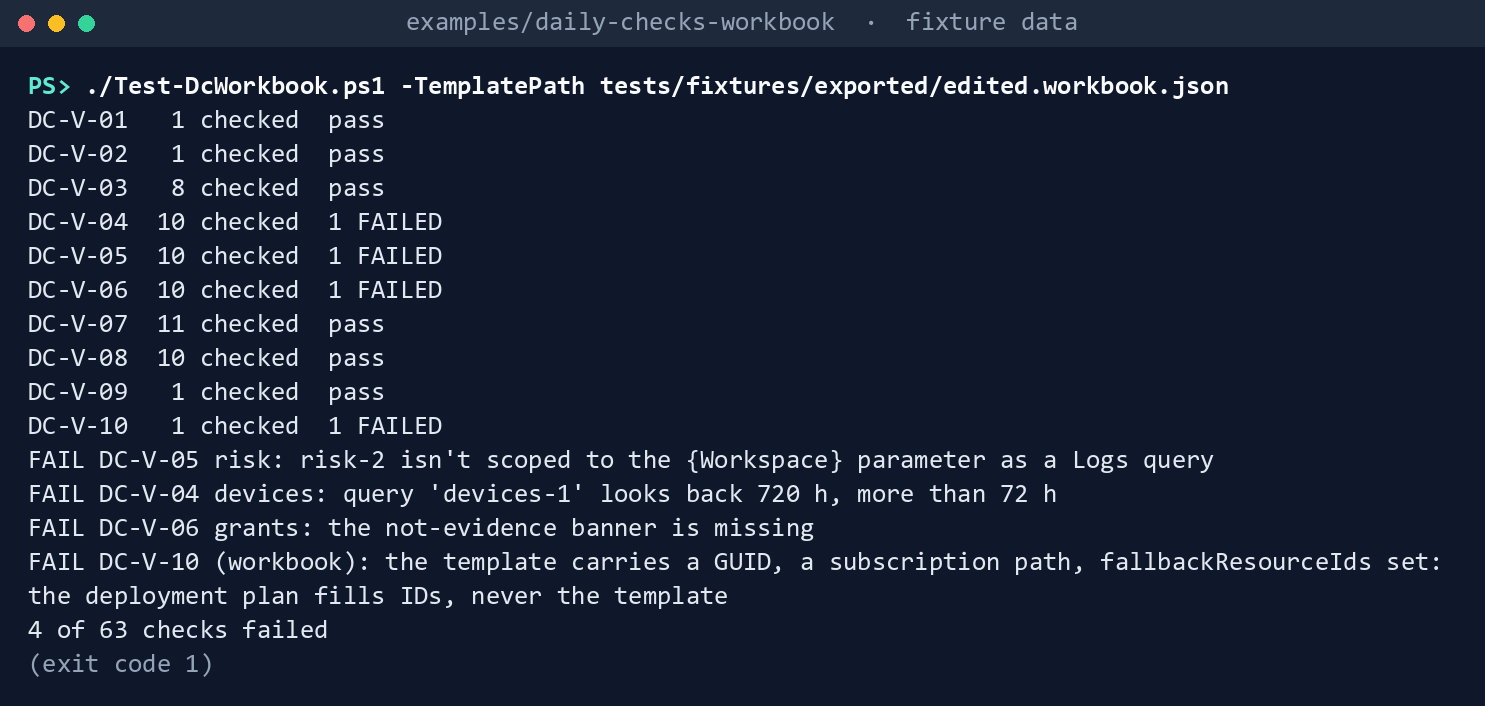 examples/daily-checks-workbook · fixture data
PS> ./Test-DcWorkbook.ps1 -TemplatePath tests/fixtures/exported/edited.workbook.json
DC-V-01   1 checked  pass
DC-V-02   1 checked  pass
DC-V-03   8 checked  pass
DC-V-04  10 checked  1 FAILED
DC-V-05  10 checked  1 FAILED
DC-V-06  10 checked  1 FAILED
DC-V-07  11 checked  pass
DC-V-08  10 checked  pass
DC-V-09   1 checked  pass
DC-V-10   1 checked  1 FAILED
FAIL DC-V-05 risk: risk-2 isn't scoped to the {Workspace} parameter as a Logs query
FAIL DC-V-04 devices: query 'devices-1' looks back 720 h, more than 72 h
FAIL DC-V-06 grants: the not-evidence banner is missing
FAIL DC-V-10 (workbook): the template carries a GUID, a subscription path, fallbackResourceIds set:
the deployment plan fills IDs, never the template
4 of 63 checks failed
(exit code 1)